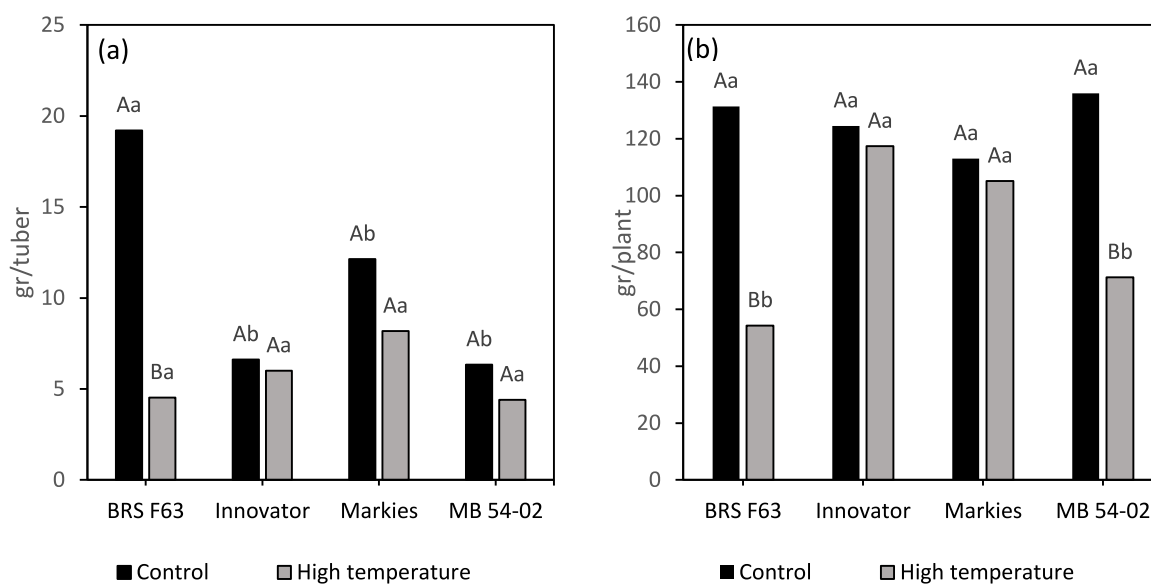 (a)
25
20
15
10
5
0
gr/tuber
Aa
Ba
Ab
Aa
Ab
Aa
Ab
Aa
BRS F63 Innovator Markies MB 54-02
Control High temperature
(b)
160
140
120
100
80
60
40
20
0
gr/plant
Aa
Bb
Aa
Aa
Aa
Aa
Aa
Bb
BRS F63 Innovator Markies MB 54-02
Control High temperature